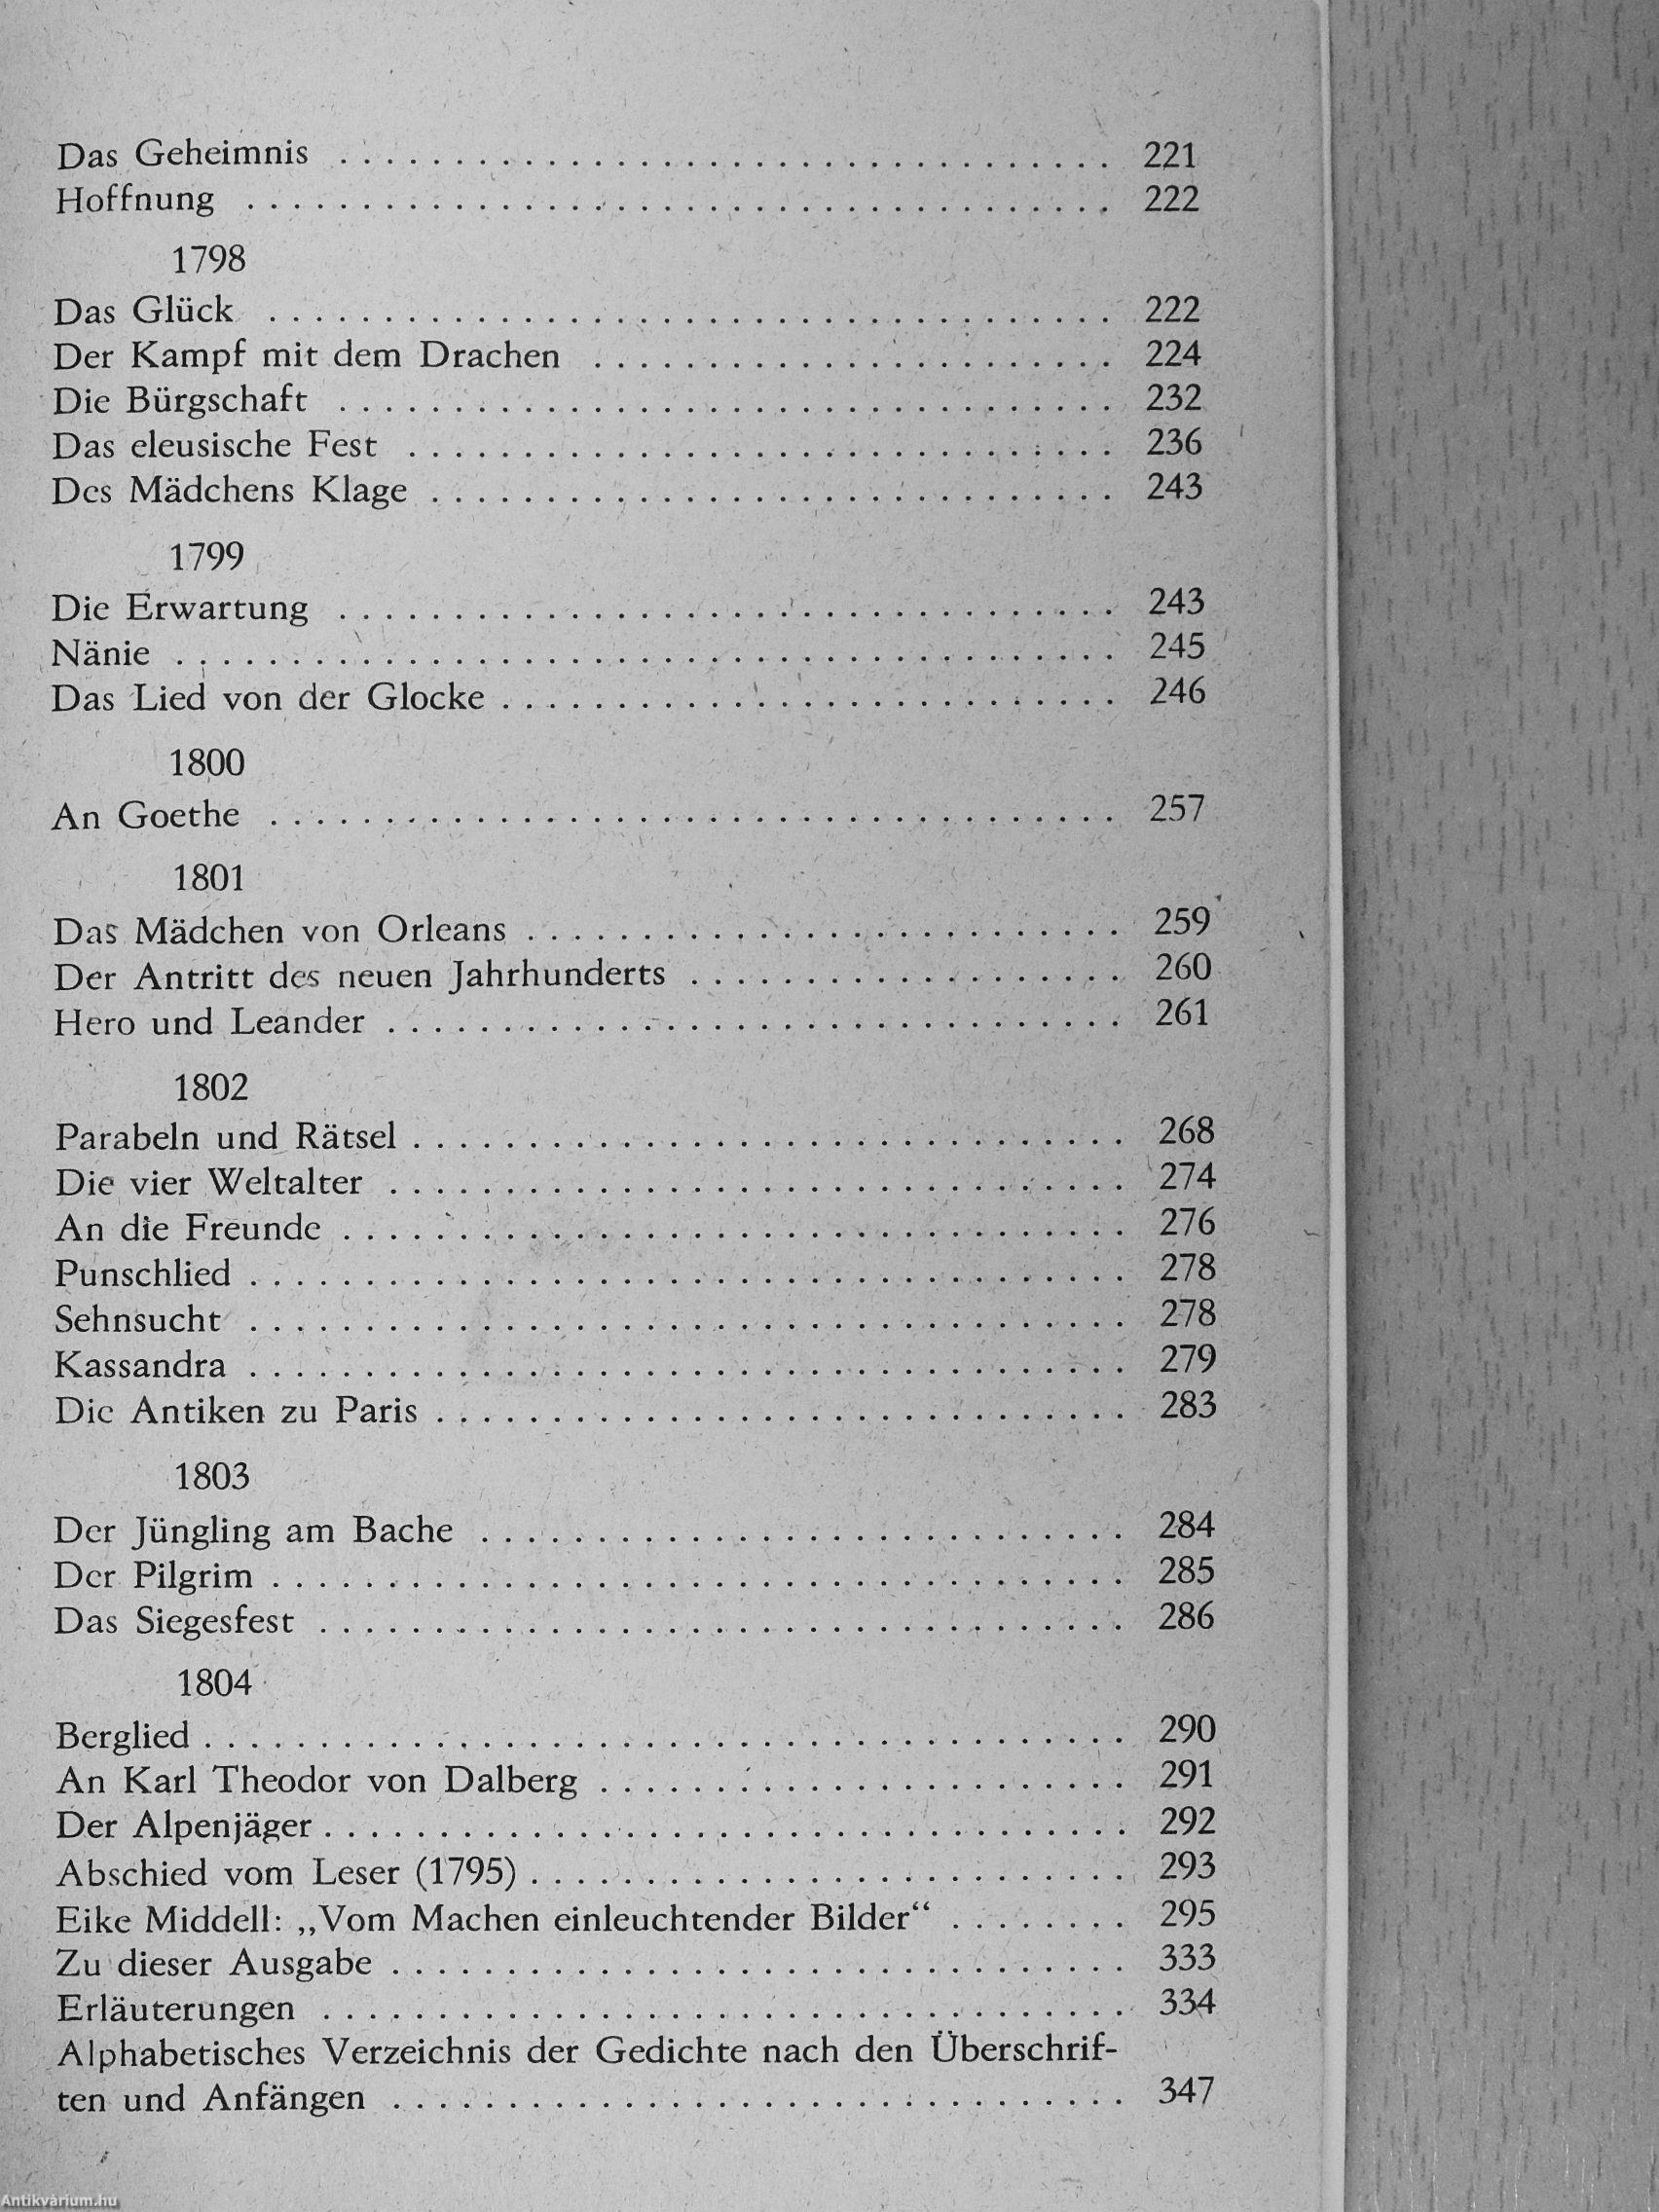 Das Geheimnis . . . . . . . . . . . . . . . . . . . . 221
Hoffnung . . . . . . . . . . . . . . . . . . . . 222
1798
Das Glück . . . . . . . . . . . . . . . . . . . . 222
Der Kampf mit dem Drachen . . . . . . . . . . . . . . . . . . . . 224
Die Bürgschaft . . . . . . . . . . . . . . . . . . . . 232
Das eleusische Fest . . . . . . . . . . . . . . . . . . . . 236
Des Mädchens Klage . . . . . . . . . . . . . . . . . . . . 243
1799
Die Erwartung . . . . . . . . . . . . . . . . . . . . 243
Nänie . . . . . . . . . . . . . . . . . . . . 245
Das Lied von der Glocke . . . . . . . . . . . . . . . . . . . . 246
1800
An Goethe . . . . . . . . . . . . . . . . . . . . 257
1801
Das Mädchen von Orleans . . . . . . . . . . . . . . . . . . . . 259
Der Antritt des neuen Jahrhunderts . . . . . . . . . . . . . . . . . . . 260
Hero und Leander . . . . . . . . . . . . . . . . . . . . 261
1802
Parabeln und Rätsel . . . . . . . . . . . . . . . . . . . . 268
Die vier Weltalter . . . . . . . . . . . . . . . . . . . . 274
An die Freunde . . . . . . . . . . . . . . . . . . . . 276
Punschlied . . . . . . . . . . . . . . . . . . . . 278
Sehnsucht . . . . . . . . . . . . . . . . . . . . 278
Kassandra . . . . . . . . . . . . . . . . . . . . 279
Die Antiken zu Paris . . . . . . . . . . . . . . . . . . . . 283
1803
Der Jüngling am Bache . . . . . . . . . . . . . . . . . . . . 284
Der Pilgrim . . . . . . . . . . . . . . . . . . . . 285
Das Siegesfest . . . . . . . . . . . . . . . . . . . . 286
1804
Berglied . . . . . . . . . . . . . . . . . . . . 290
An Karl Theodor von Dalberg . . . . . . . . . . . . . . . . . . . . 291
Der Alpenjäger . . . . . . . . . . . . . . . . . . . . 292
Abschied vom Leser (1795) . . . . . . . . . . . . . . . . . . . . 293
Eike Middell: „Vom Machen einleuchtender Bilder“ . . . . . . . . 295
Zu dieser Ausgabe . . . . . . . . . . . . . . . . . . . . 333
Erläuterungen . . . . . . . . . . . . . . . . . . . . 334
Alphabetisches Verzeichnis der Gedichte nach den Überschrif-
ten und Anfängen . . . . . . . . . . . . . . . . . . . . 347
Antikvárium.hu